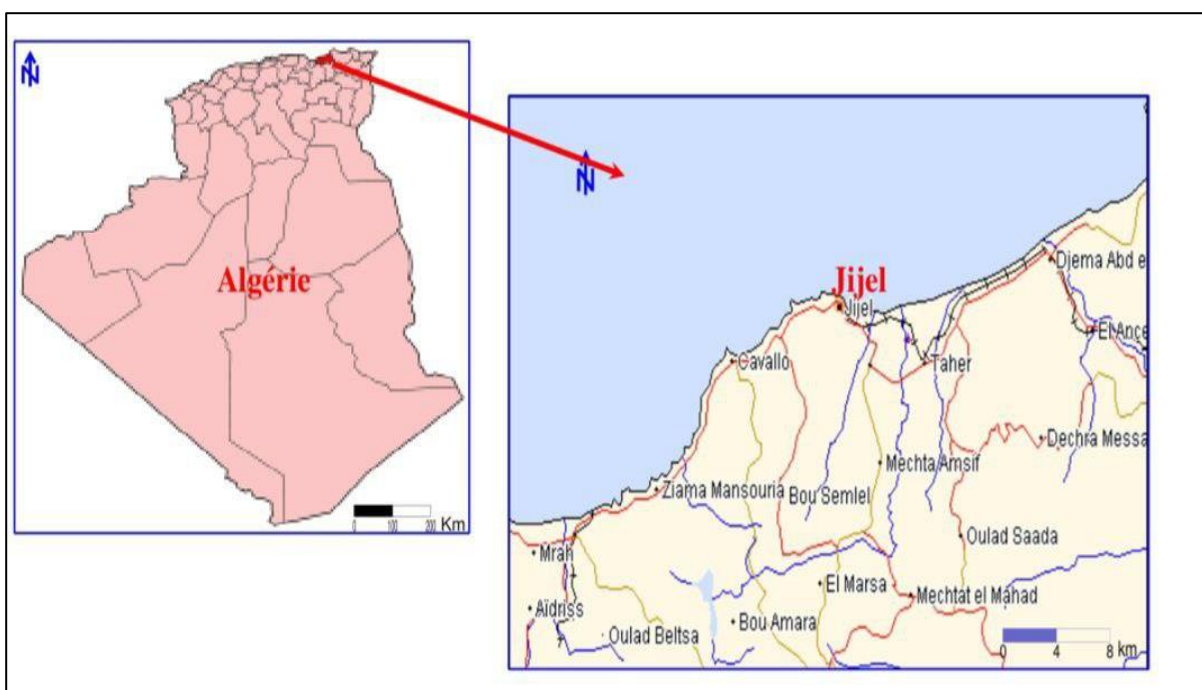 N
Algérie
0 100 200 Km
N
Jijel
Jijel
Djema Abd e
El Ançe
Taher
Cavallo
Dechra Messa
Mechta Amsif
Ziama Mansouria
Bou Semlel
Oulad Saada
Mrah
El Marsa
Mechtat el Mahad
Aïdriss
Bou Amara
Oulad Beltsa
0 4 8 km